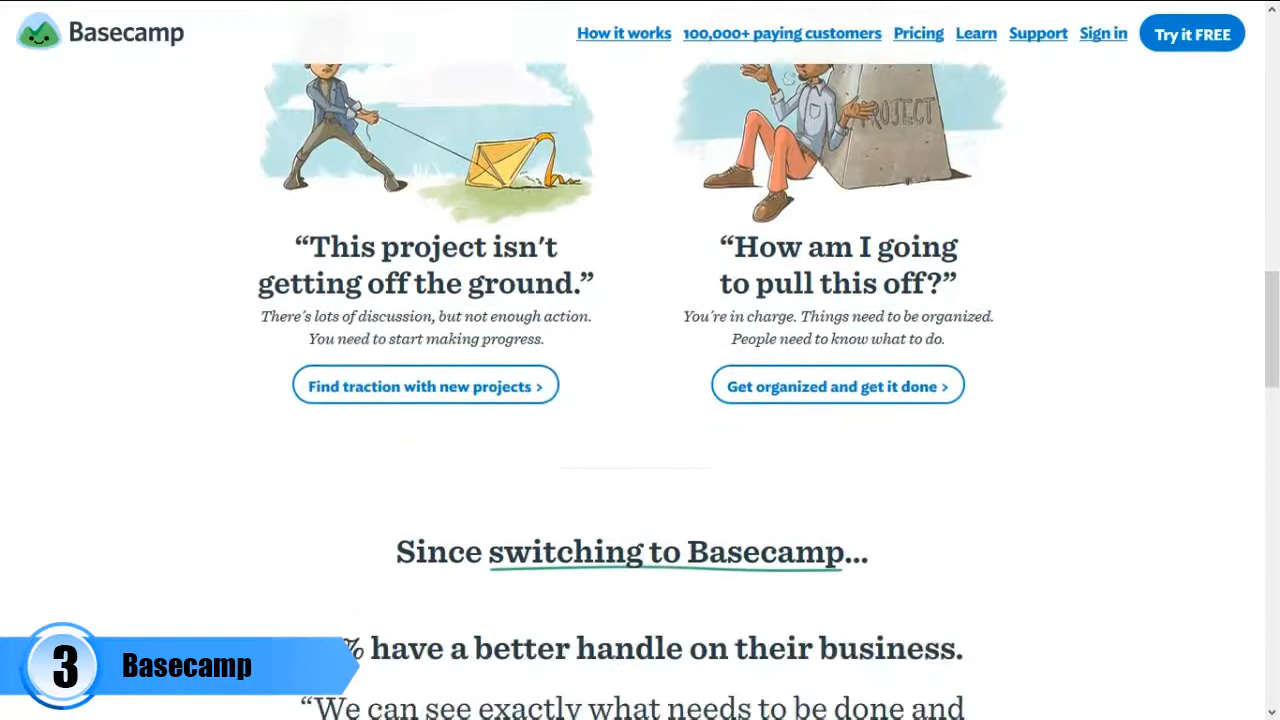 Basecamp
How it works 100,000+ paying customers Pricing Learn Support Sign in Try it FREE
PROJECT
“This project isn't
getting off the ground.”
There's lots of discussion, but not enough action.
You need to start making progress.
Find traction with new projects >
“How am I going
to pull this off?”
You're in charge. Things need to be organized.
People need to know what to do.
Get organized and get it done >
Since switching to Basecamp...
% have a better handle on their business.
“We can see exactly what needs to be done and
3 Basecamp